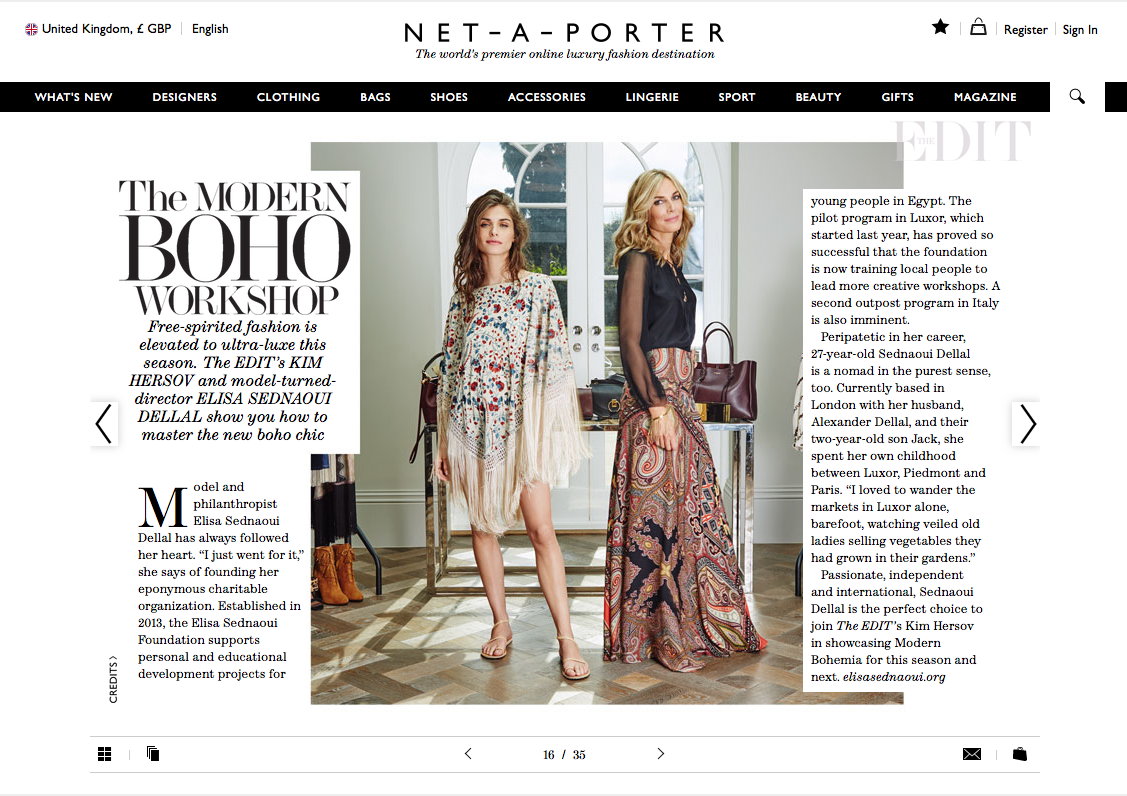 United Kingdom, £ GBP
English
NET-A-PORTER
The world's premier online luxury fashion destination
Register
Sign In
WHAT'S NEW
DESIGNERS
CLOTHING
BAGS
SHOES
ACCESSORIES
LINGERIE
SPORT
BEAUTY
GIFTS
MAGAZINE
THE
EDIT
The MODERN
BOHO
WORKSHOP
Free-spirited fashion is
elevated to ultra-luxe this
season. The EDIT's KIM
HERSOV and model-turned-
director ELISA SEDNAOUI
DELLAL show you how to
master the new boho chic
Model and
philanthropist
Elisa Sednaoui
Dellal has always followed
her heart. “I just went for it,”
she says of founding her
eponymous charitable
organization. Established in
2013, the Elisa Sednaoui
Foundation supports
personal and educational
development projects for
young people in Egypt. The
pilot program in Luxor, which
started last year, has proved so
successful that the foundation
is now training local people to
lead more creative workshops. A
second outpost program in Italy
is also imminent.
Peripatetic in her career,
27-year-old Sednaoui Dellal
is a nomad in the purest sense,
too. Currently based in
London with her husband,
Alexander Dellal, and their
two-year-old son Jack, she
spent her own childhood
between Luxor, Piedmont and
Paris. “I loved to wander the
markets in Luxor alone,
barefoot, watching veiled old
ladies selling vegetables they
had grown in their gardens.”
Passionate, independent
and international, Sednaoui
Dellal is the perfect choice to
join The EDIT's Kim Hersov
in showcasing Modern
Bohemia for this season and
next. elisasednaoui.org
CREDITS >
16 / 35